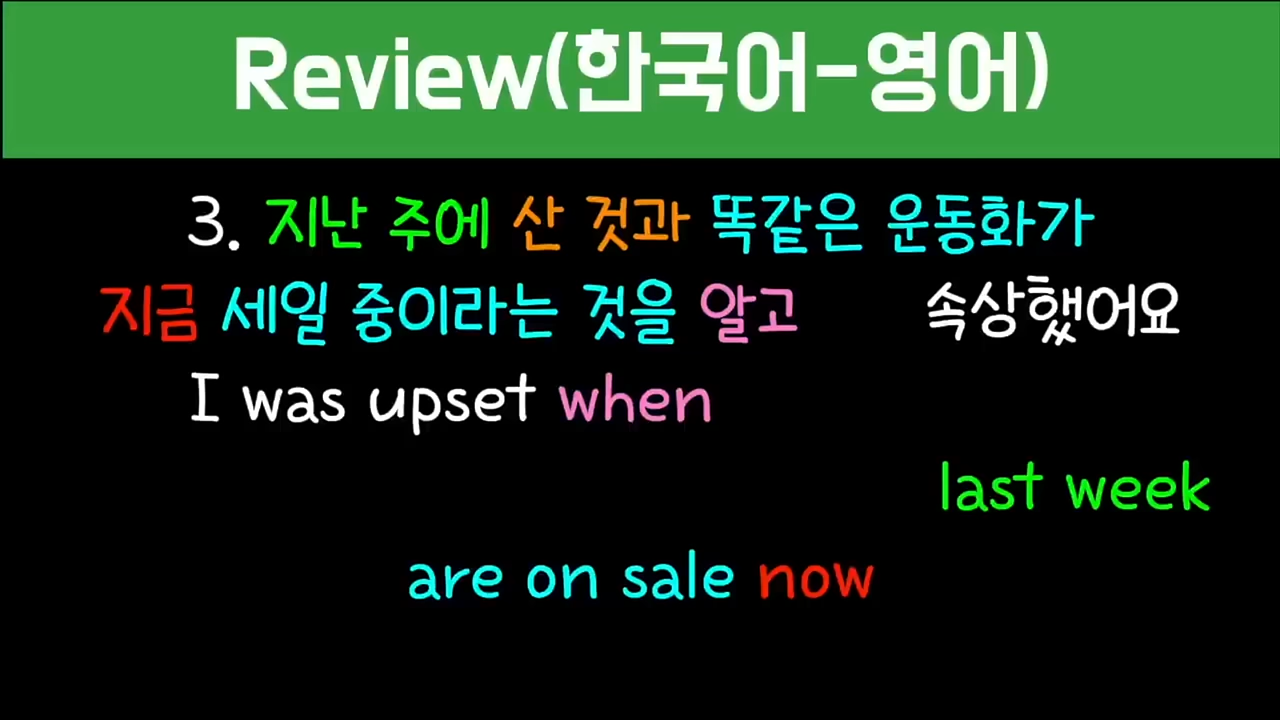 Review(한국어-영어)
3. 지난 주에 산 것과 똑같은 운동화가
지금 세일 중이라는 것을 알고 속상했어요
I was upset when
last week
are on sale now